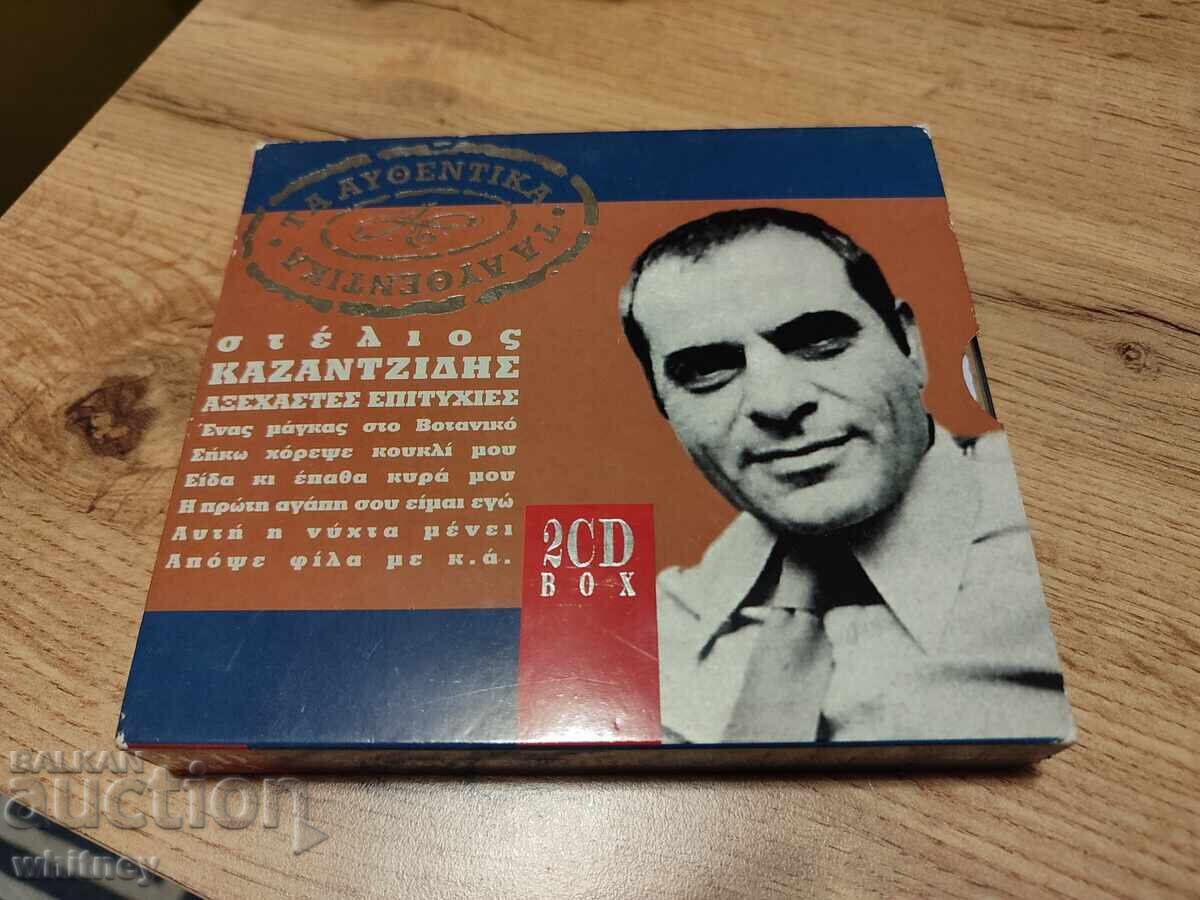 ΤΑ ΑΥΘΕΝΤΙΚΑ · ΤΑ ΑΥΘΕΝΤΙΚΑ ·
στέλιος
ΚΑΖΑΝΤΖΙΔΗΣ
ΑΞΕΧΑΣΤΕΣ ΕΠΙΤΥΧΙΕΣ
Ένας μάγκας στο Βοτανικό
Σήκω χόρεψε κουκλί μου
Είδα κι έπαθα κυρά μου
Η πρώτη αγάπη σου είμαι εγώ
Αυτή η νύχτα μένει
Απόψε φίλα με κ.ά.
2CD
BOX
BALKAN
auction
whitney